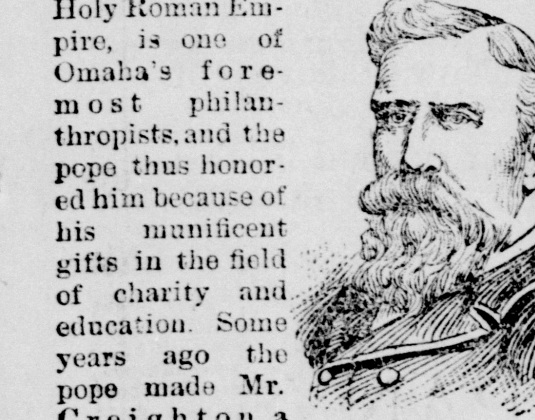 Holy Roman Em-
pire, is one of
Omaha's fore-
most philan-
thropists, and the
pope thus honor-
ed him because of
his munificent
gifts in the field
of charity and
education. Some
years ago the
pope made Mr.
Creighton a